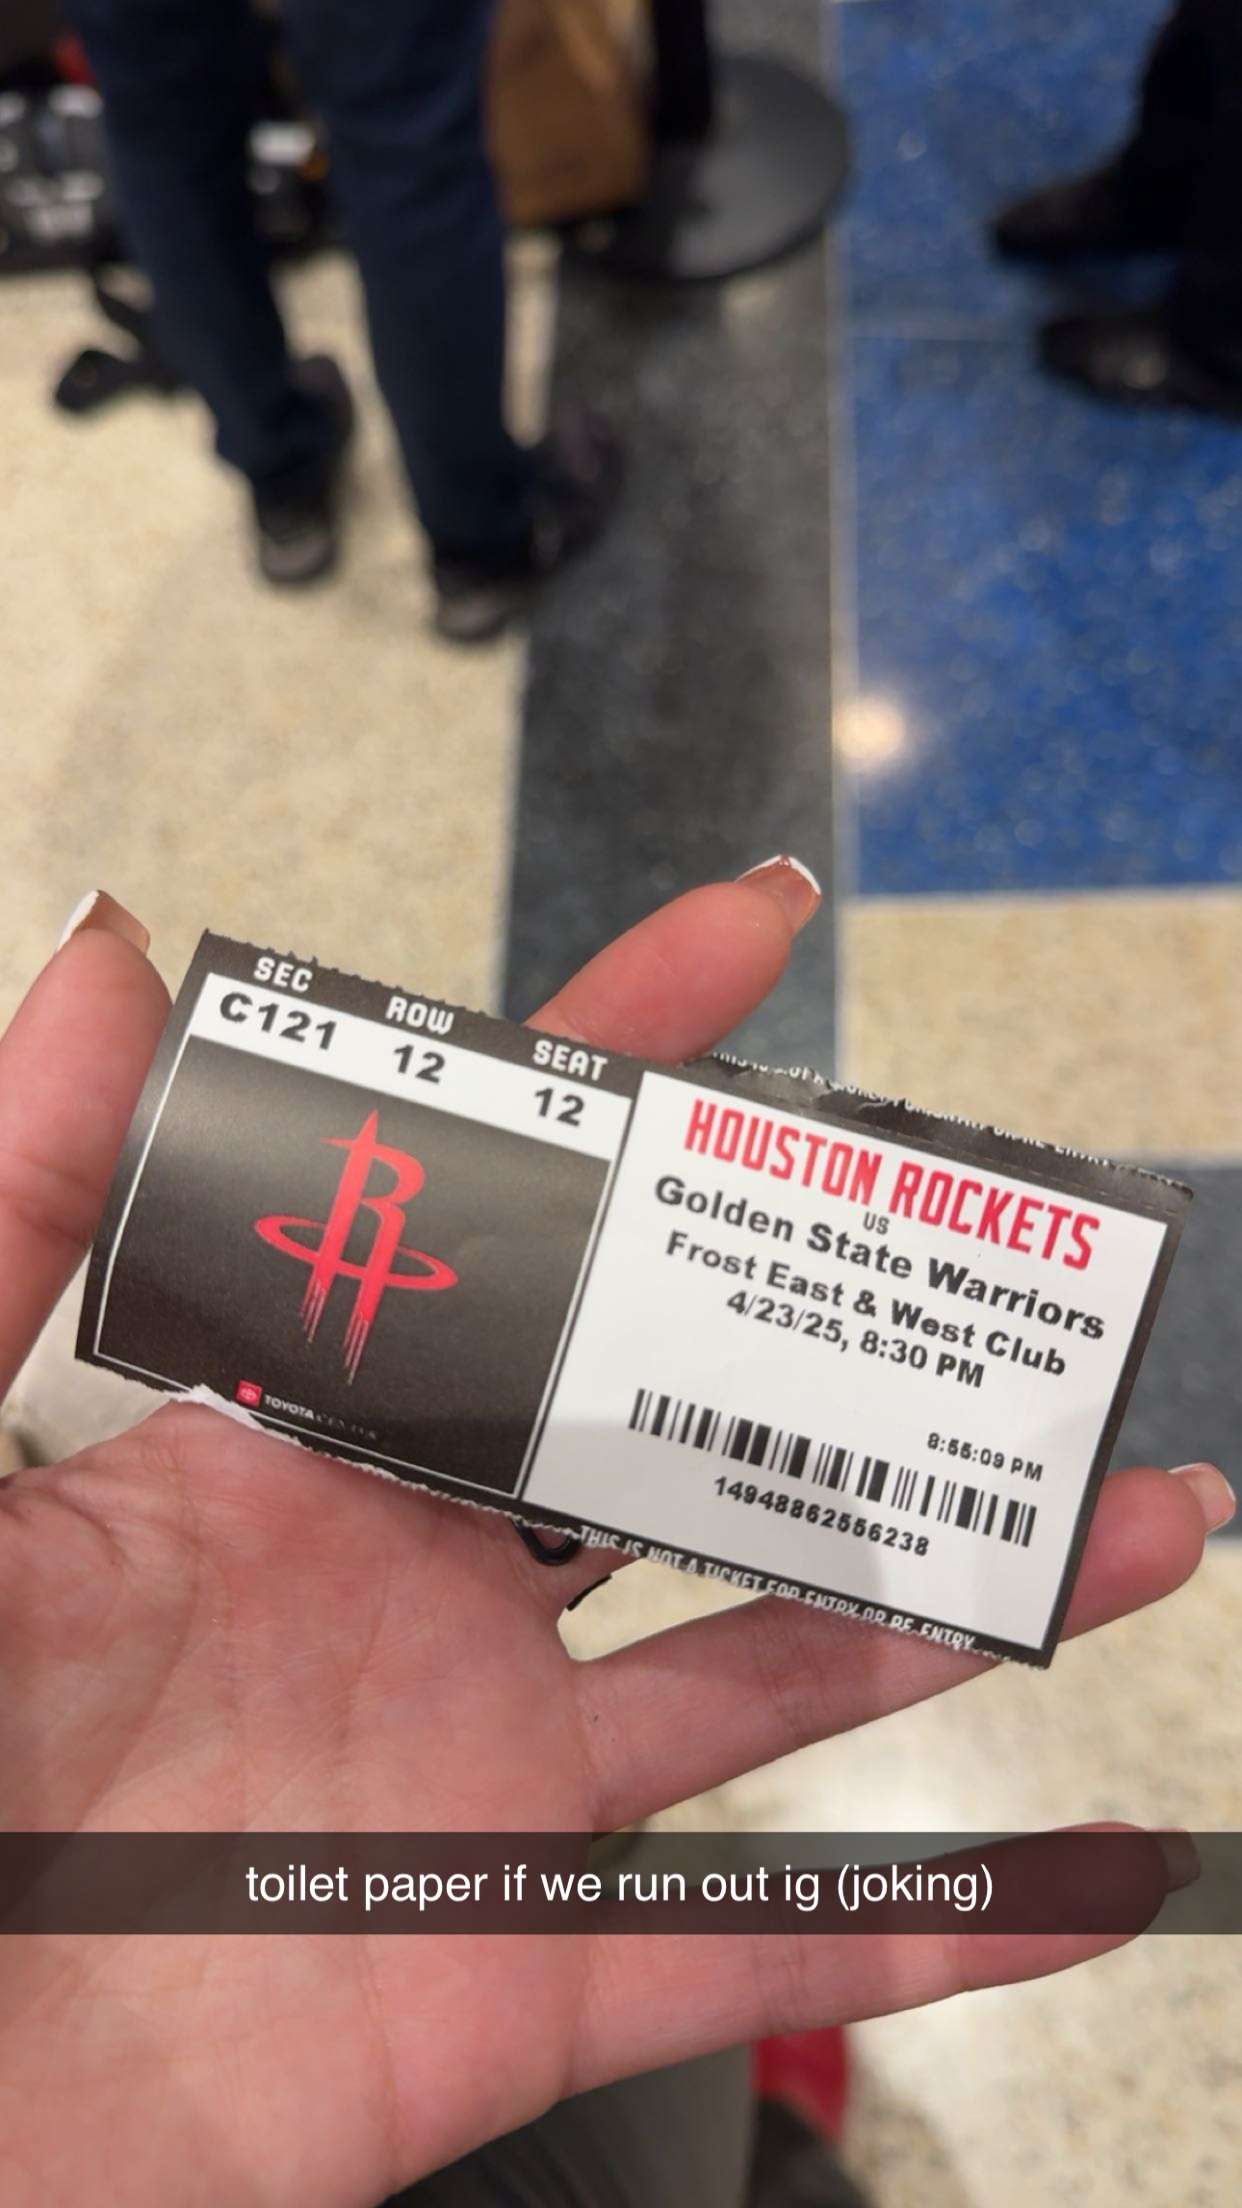 SEC ROW SEAT
C121 12 12
TOYOTA CENTER
HOUSTON ROCKETS
VS
Golden State Warriors
Frost East & West Club
4/23/25, 8:30 PM
8:55:09 PM
14948862556238
THIS IS NOT A TICKET FOR ENTRY OR RE-ENTRY
toilet paper if we run out ig (joking)